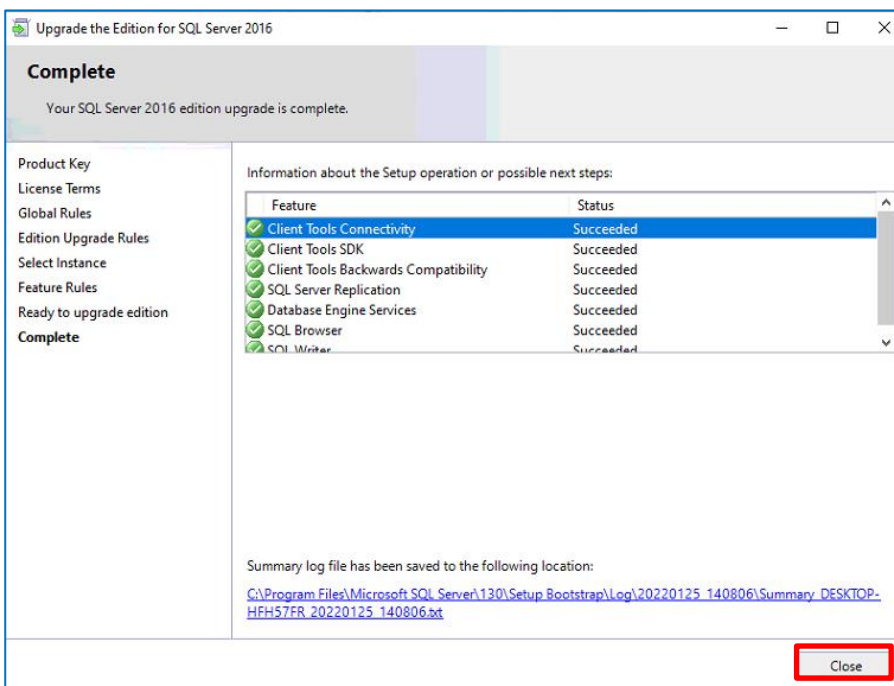 Upgrade the Edition for SQL Server 2016
Complete
Your SQL Server 2016 edition upgrade is complete.
Product Key
License Terms
Global Rules
Edition Upgrade Rules
Select Instance
Feature Rules
Ready to upgrade edition
Complete
Information about the Setup operation or possible next steps:
Feature Status
Client Tools Connectivity Succeeded
Client Tools SDK Succeeded
Client Tools Backwards Compatibility Succeeded
SQL Server Replication Succeeded
Database Engine Services Succeeded
SQL Browser Succeeded
SQL Writer Succeeded
Summary log file has been saved to the following location:
C:\Program Files\Microsoft SQL Server\130\Setup Bootstrap\Log\20220125_140806\Summary_DESKTOP-
HFH57FR_20220125_140806.txt
Close